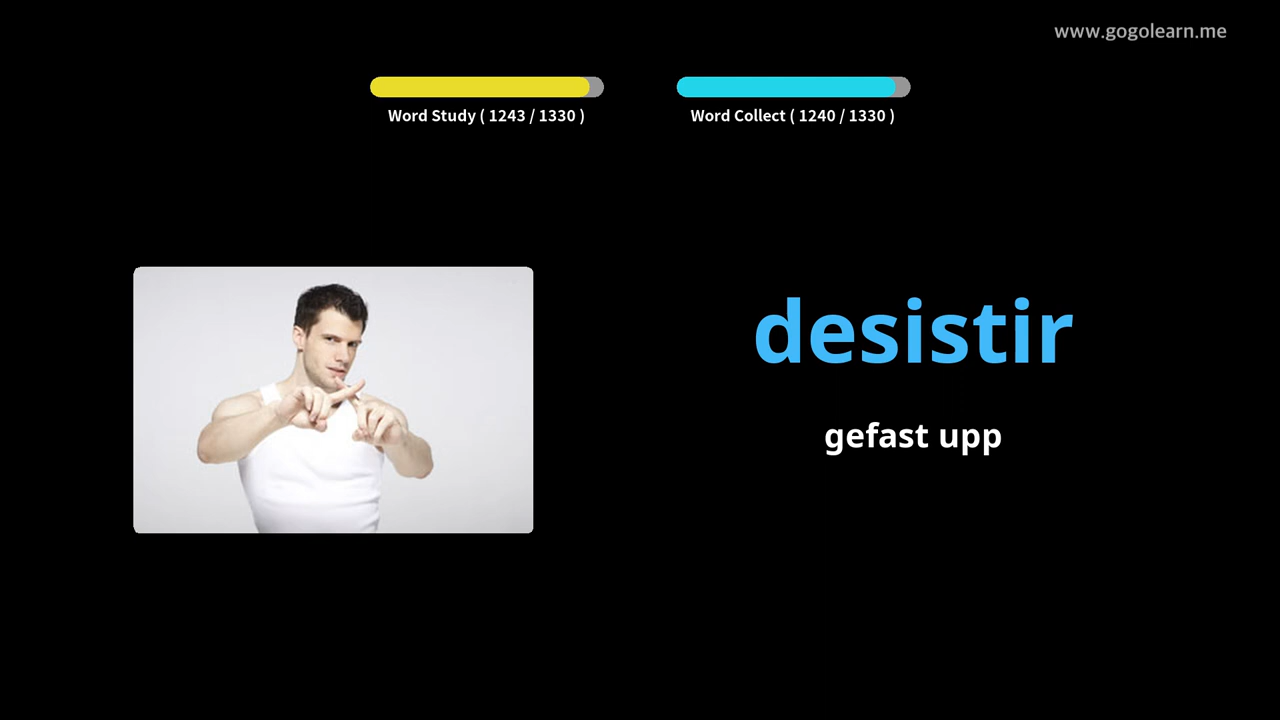 www.gogolearn.me
Word Study ( 1243 / 1330 )
Word Collect ( 1240 / 1330 )
desistir
gefast upp